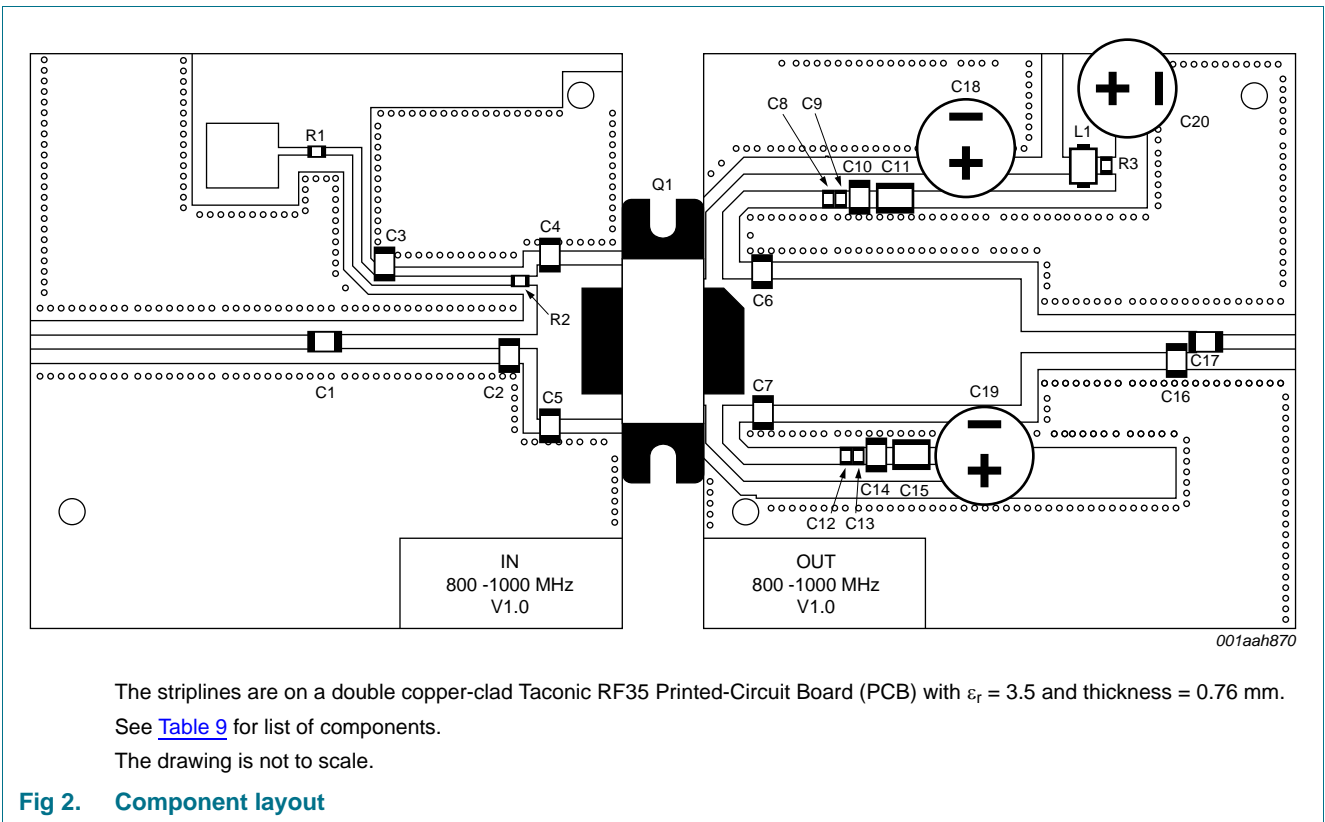 C18
C8 C9
C20
L1
R1
R3
C10 C11
Q1
C4
C3
C6
R2
C17
C1
C2
C16
C7
C19
C5
C14 C15
C12 C13
+
−
+
−
−
+
IN
800 -1000 MHz
V1.0
OUT
800 -1000 MHz
V1.0
001aah870
The striplines are on a double copper-clad Taconic RF35 Printed-Circuit Board (PCB) with εr = 3.5 and thickness = 0.76 mm.
See Table 9 for list of components.
The drawing is not to scale.
Fig 2. Component layout